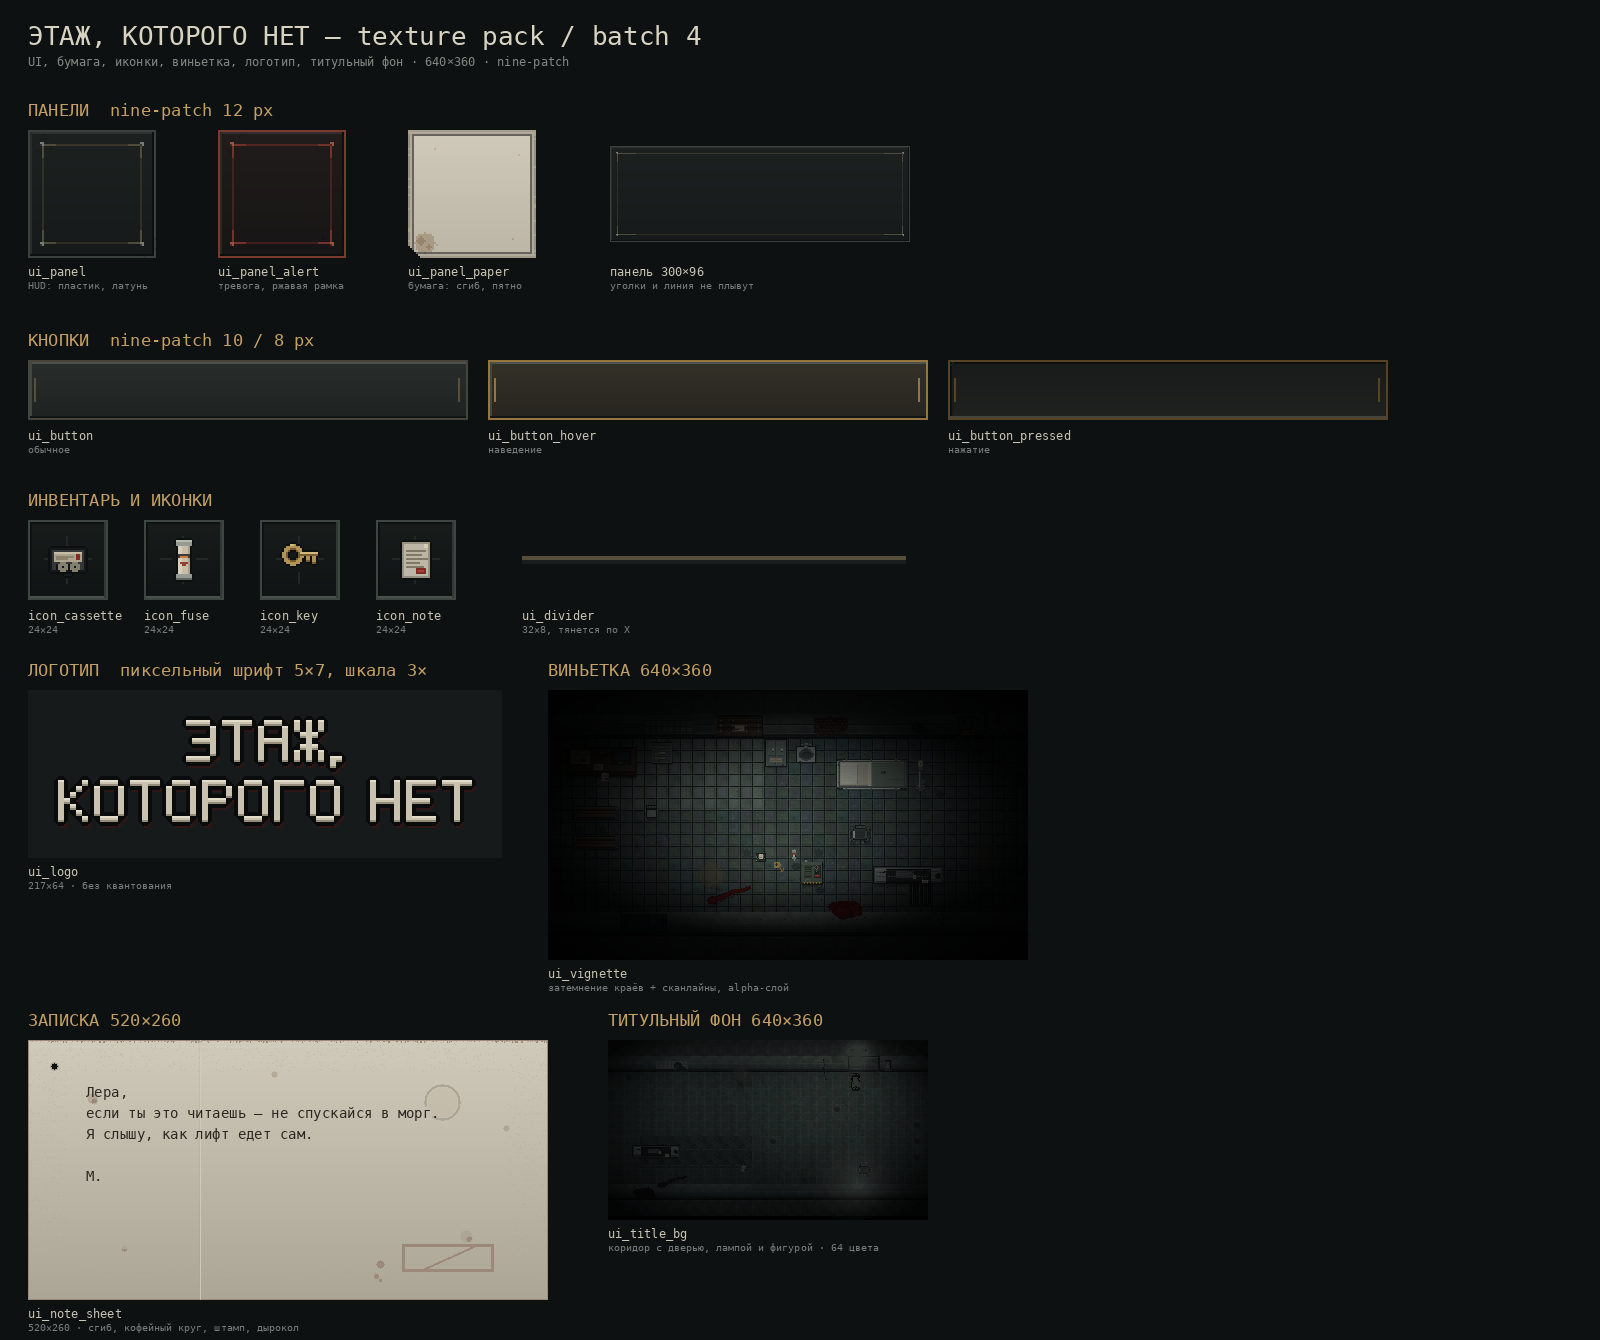 ЭТАЖ, КОТОРОГО НЕТ — texture pack / batch 4
UI, бумага, иконки, виньетка, логотип, титульный фон · 640×360 · nine-patch
ПАНЕЛИ nine-patch 12 px
ui_panel
HUD: пластик, латунь
ui_panel_alert
тревога, ржавая рамка
ui_panel_paper
бумага: сгиб, пятно
панель 300×96
уголки и линия не плывут
КНОПКИ nine-patch 10 / 8 px
ui_button
обычное
ui_button_hover
наведение
ui_button_pressed
нажатие
ИНВЕНТАРЬ И ИКОНКИ
icon_cassette
24x24
icon_fuse
24x24
icon_key
24x24
icon_note
24x24
ui_divider
32x8, тянется по X
ЛОГОТИП пиксельный шрифт 5×7, шкала 3×
ЭТАЖ,
КОТОРОГО НЕТ
ui_logo
217x64 · без квантования
ВИНЬЕТКА 640×360
ui_vignette
затемнение краёв + сканлайны, alpha-слой
ЗАПИСКА 520×260
Лера,
если ты это читаешь — не спускайся в морг.
Я слышу, как лифт едет сам.
М.
ui_note_sheet
520x260 · сгиб, кофейный круг, штамп, дырокол
ТИТУЛЬНЫЙ ФОН 640×360
ui_title_bg
коридор с дверью, лампой и фигурой · 64 цвета